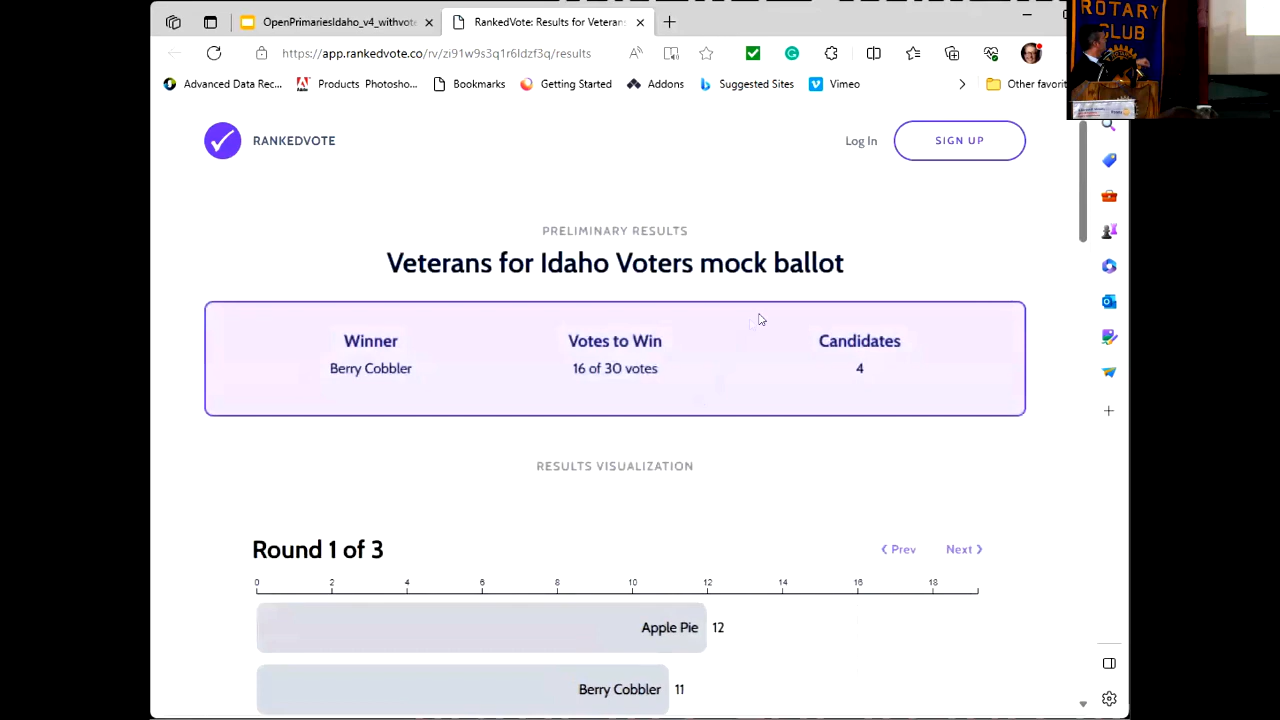 OpenPrimariesIdaho_v4_withvot
RankedVote: Results for Veterans
https://app.rankedvote.co/rv/zi91w9s3q1r6ldzf3q/results
Advanced Data Rec...
Products Photosho...
Bookmarks
Getting Started
Addons
Suggested Sites
Vimeo
Other favorit
ROTARY
CLUB
RANKEDVOTE
Log In
SIGN UP
PRELIMINARY RESULTS
Veterans for Idaho Voters mock ballot
Winner Votes to Win Candidates
Berry Cobbler 16 of 30 votes 4
RESULTS VISUALIZATION
Round 1 of 3
Prev Next
0 2 4 6 8 10 12 14 16 18
Apple Pie 12
Berry Cobbler 11